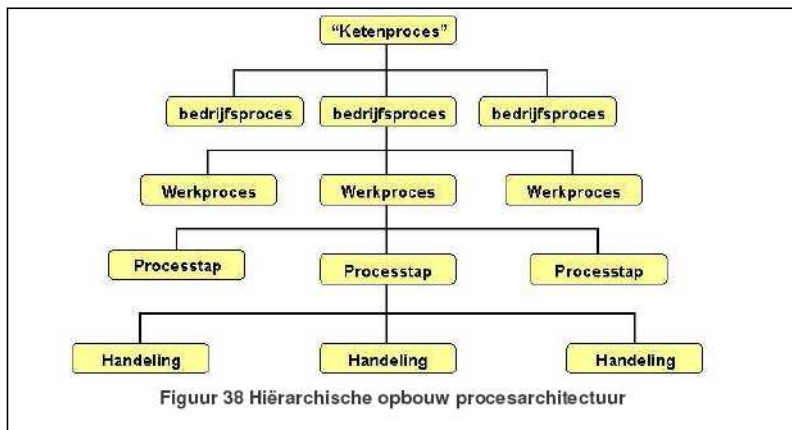 “Ketenproces”
bedrijfsproces bedrijfsproces bedrijfsproces
Werkproces Werkproces Werkproces
Processtap Processtap Processtap
Handeling Handeling Handeling
Figuur 38 Hiërarchische opbouw procesarchitectuur